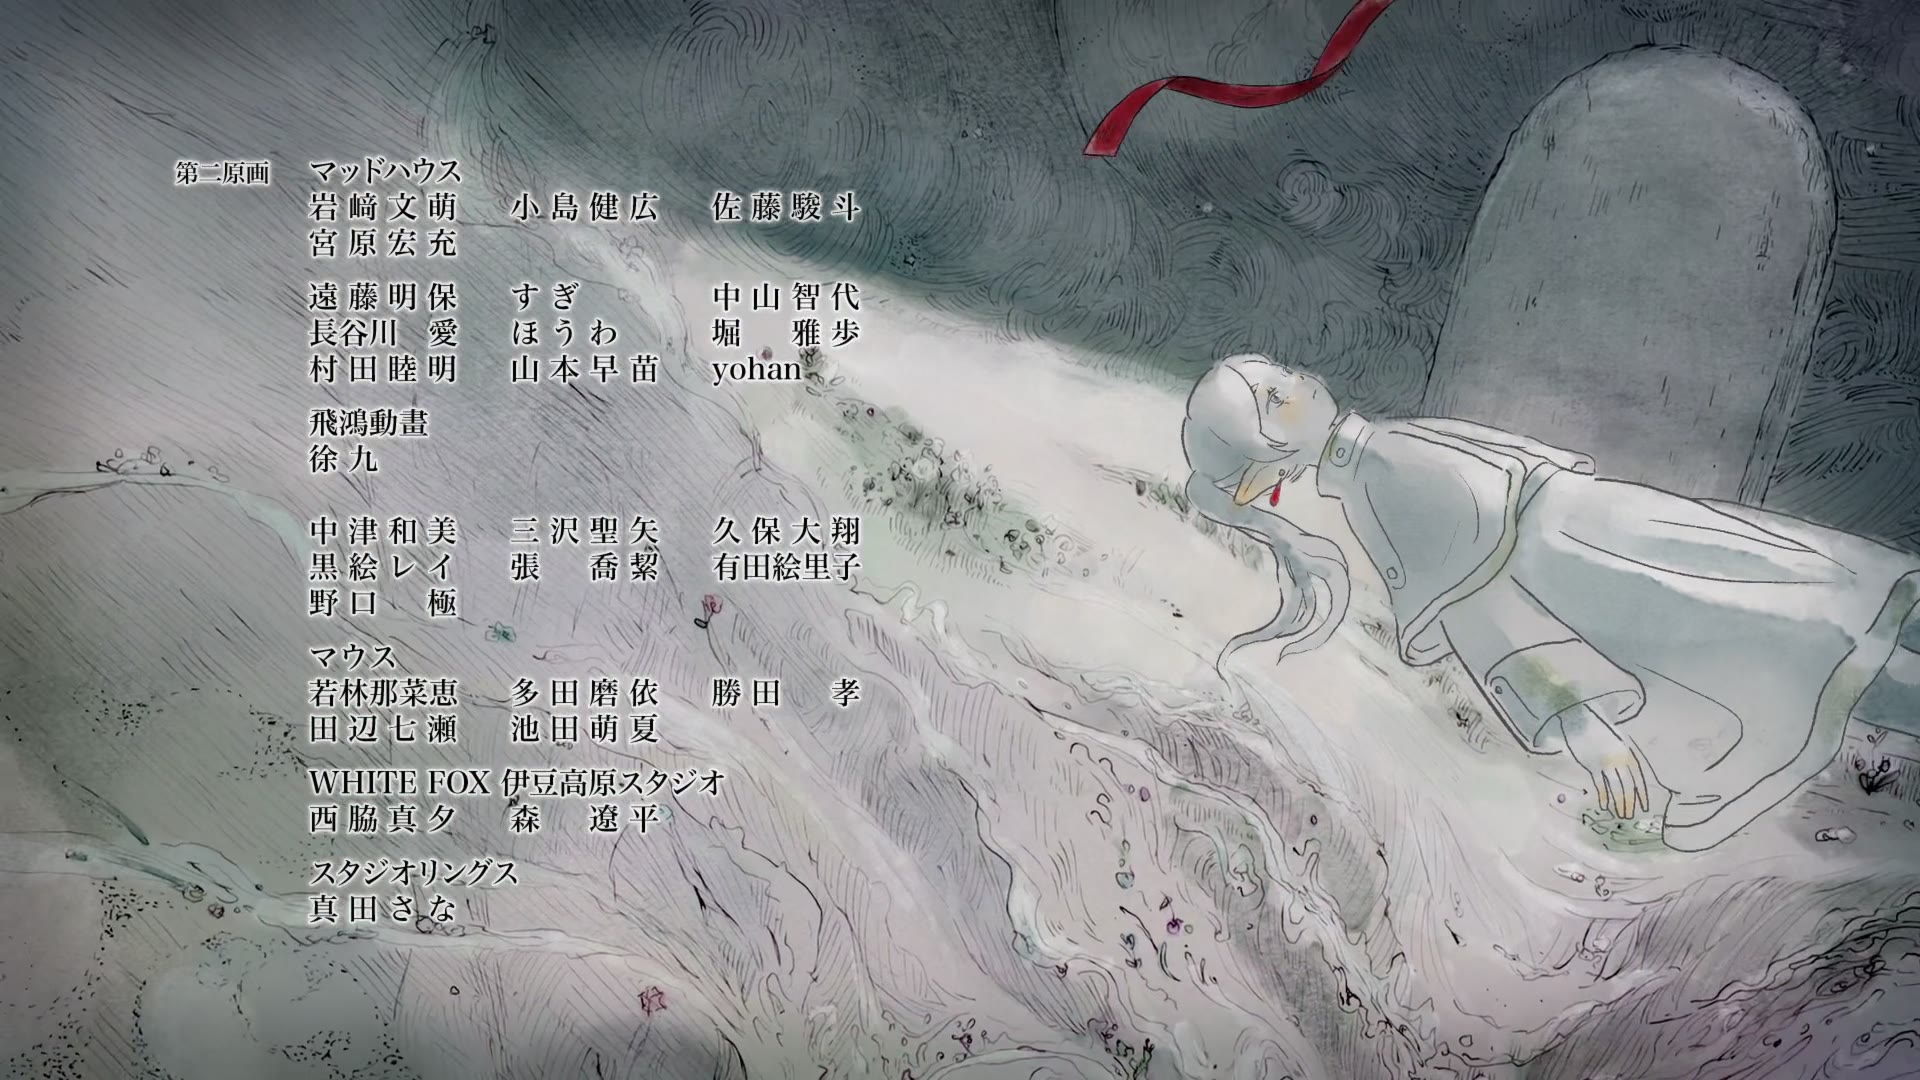 第二原画 マッドハウス
岩﨑文萌 小島健広 佐藤駿斗
宮原宏充
遠藤明保 すぎ 中山智代
長谷川 愛 ほうわ 堀 雅歩
村田睦明 山本早苗 yohan
飛鴻動畫
徐九
中津和美 三沢聖矢 久保大翔
黒絵レイ 張 喬絜 有田絵里子
野口 極
マウス
若林那菜恵 多田磨依 勝田 孝
田辺七瀬 池田萌夏
WHITE FOX 伊豆高原スタジオ
西脇真夕 森 遼平
スタジオリングス
真田さな